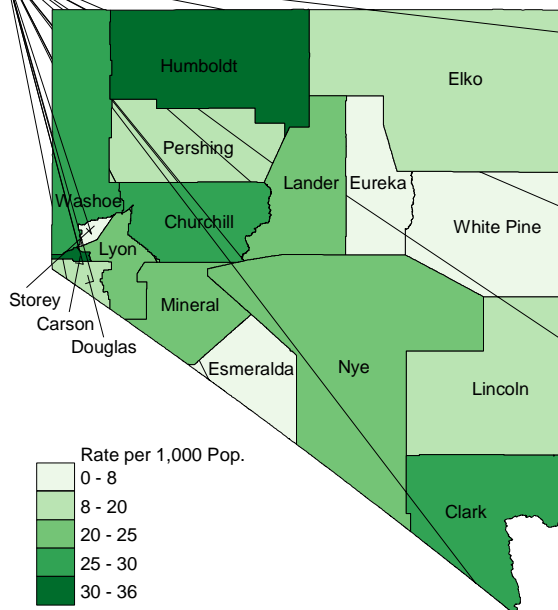 Humboldt
Elko
Pershing
Lander
Eureka
Washoe
Churchill
White Pine
Lyon
Storey
Mineral
Carson
Douglas
Esmeralda
Nye
Lincoln
Rate per 1,000 Pop.
0 - 8
8 - 20
20 - 25
25 - 30
30 - 36
Clark